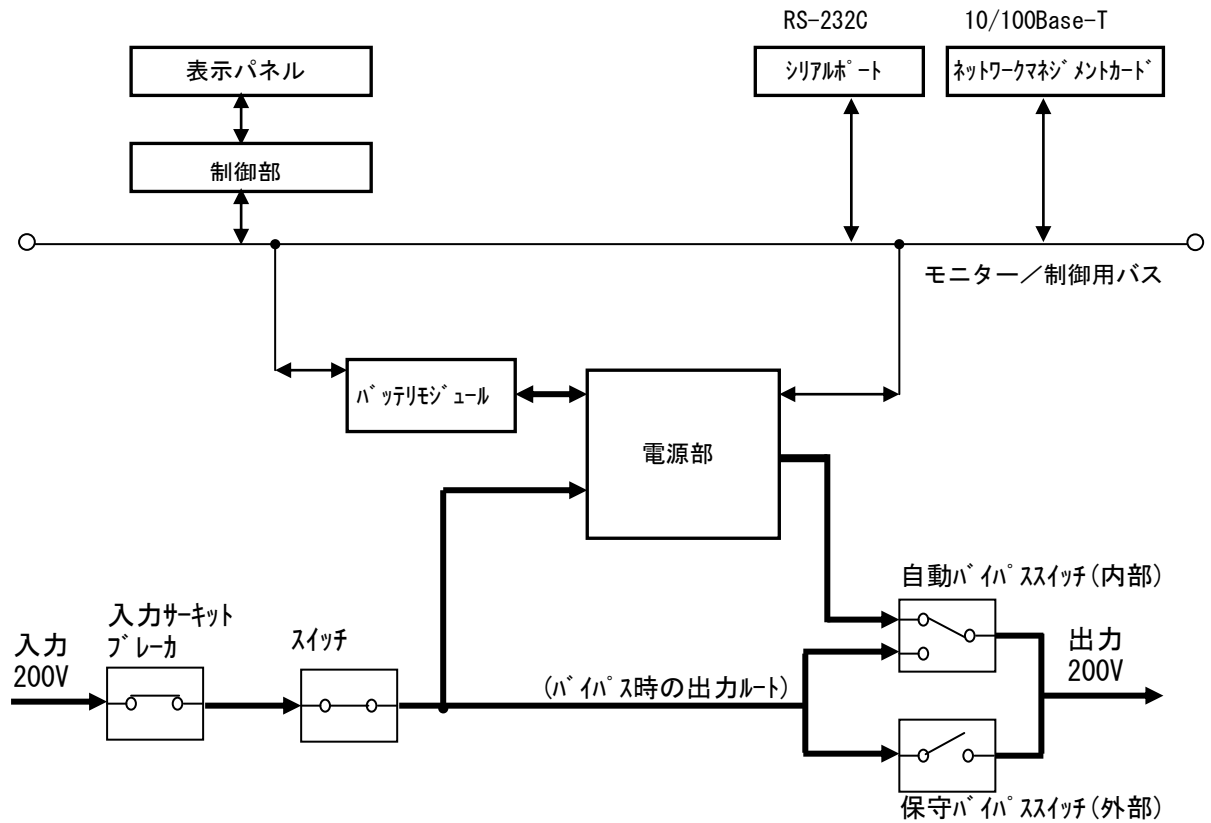 RS-232C
10/100Base-T
表示パネル
ｼﾘｱﾙﾎﾟｰﾄ
ﾈｯﾄﾜｰｸﾏﾈｼﾞﾒﾝﾄｶｰﾄﾞ
制御部
モニター／制御用バス
ﾊﾞｯﾃﾘﾓｼﾞｭｰﾙ
電源部
自動ﾊﾞｲﾊﾟｽｽｲｯﾁ(内部)
入力ｻｰｷｯﾄ
ﾌﾞﾚｰｶ
ｽｲｯﾁ
入力
200V
(ﾊﾞｲﾊﾟｽ時の出力ﾙｰﾄ)
出力
200V
保守ﾊﾞｲﾊﾟｽｽｲｯﾁ(外部)